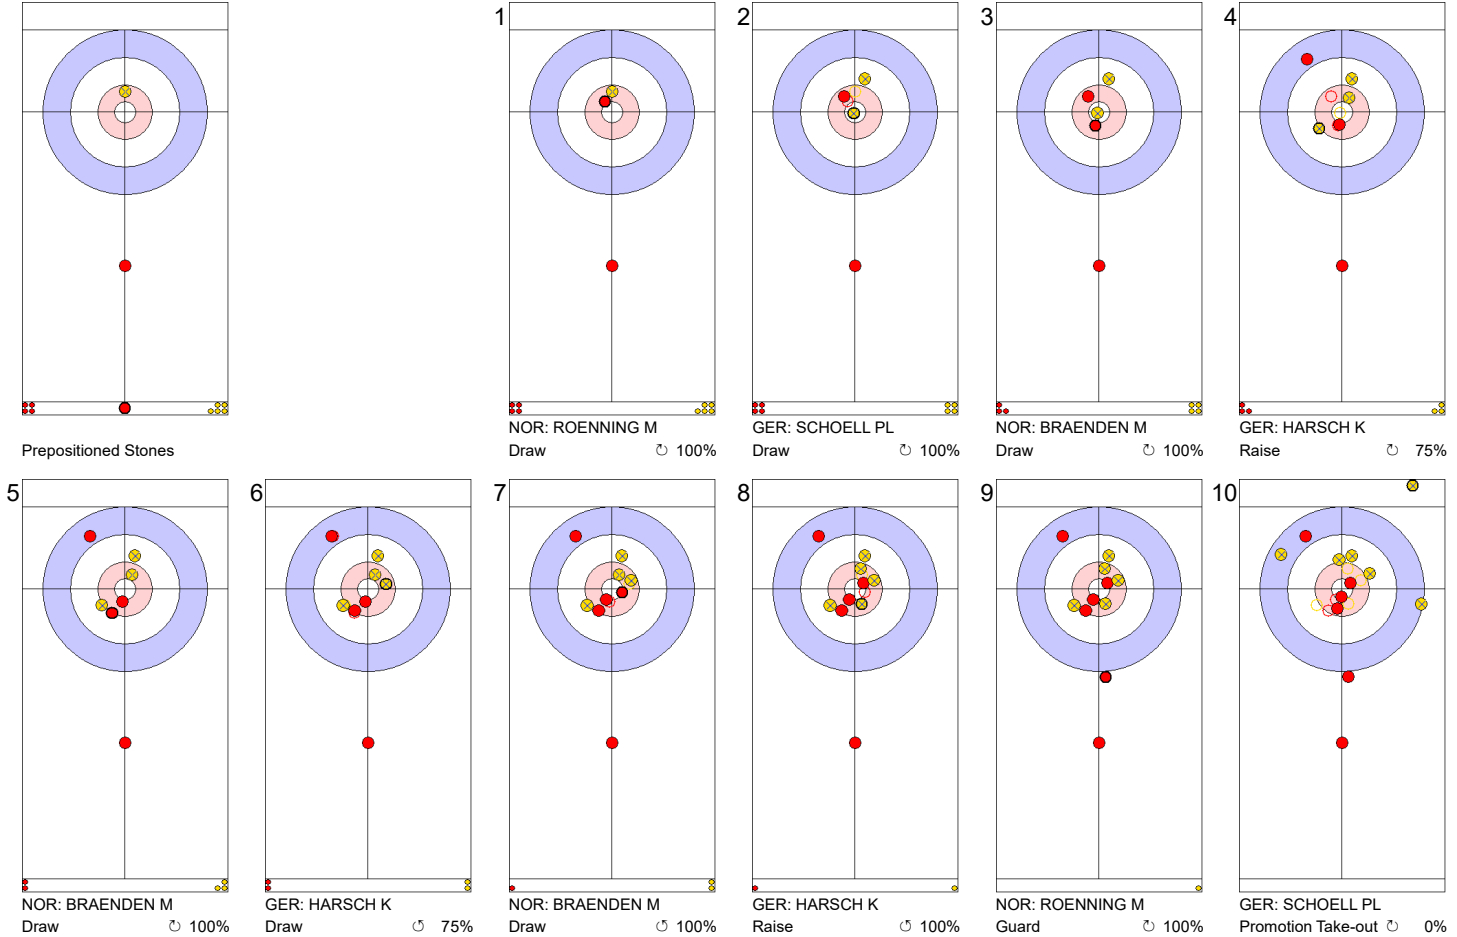 1
2
3
4
Prepositioned Stones
NOR: ROENNING M
Draw 100%
GER: SCHOELL PL
Draw 100%
NOR: BRAENDEN M
Draw 100%
GER: HARSCH K
Raise 75%
5
6
7
8
9
10
NOR: BRAENDEN M
Draw 100%
GER: HARSCH K
Draw 75%
NOR: BRAENDEN M
Draw 100%
GER: HARSCH K
Raise 100%
NOR: ROENNING M
Guard 100%
GER: SCHOELL PL
Promotion Take-out 0%